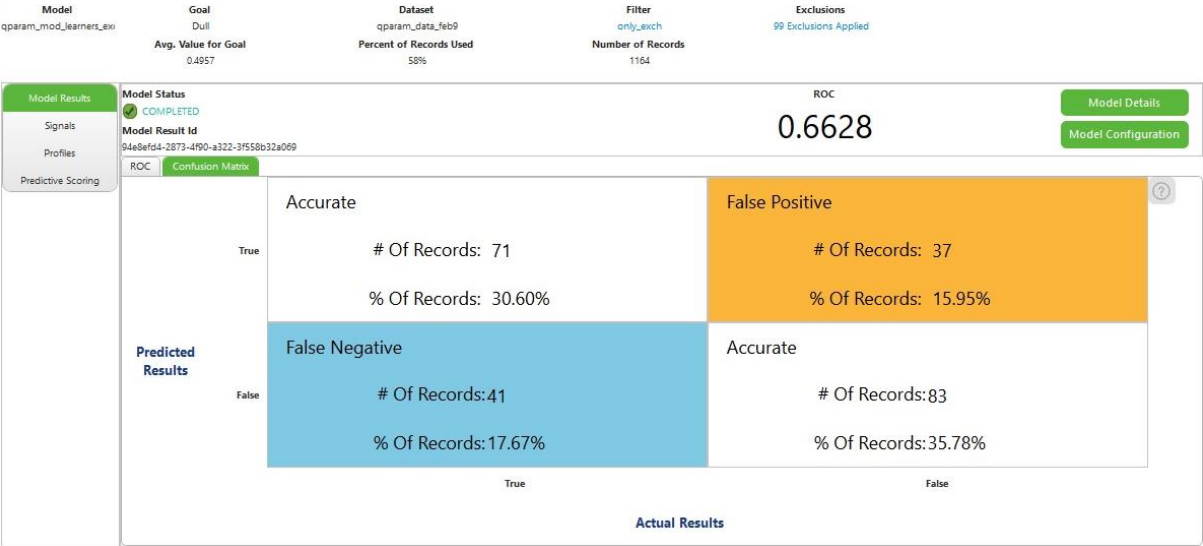 Model Goal Dataset Filter Exclusions
qparam_mod_learners_exc Dull qparam_data_feb9 only_exch 99 Exclusions Applied
Avg. Value for Goal Percent of Records Used Number of Records
0.4957 58% 1164
Model Results
Signals
Profiles
Predictive Scoring
Model Status
COMPLETED
Model Result Id
94e8efd4-2873-4f90-a322-3f558b32a069
ROC
0.6628
Model Details
Model Configuration
ROC Confusion Matrix
?
Accurate
# Of Records: 71
% Of Records: 30.60%
False Positive
# Of Records: 37
% Of Records: 15.95%
True
False Negative
# Of Records:41
% Of Records:17.67%
Accurate
# Of Records:83
% Of Records:35.78%
Predicted
Results
False
True False
Actual Results